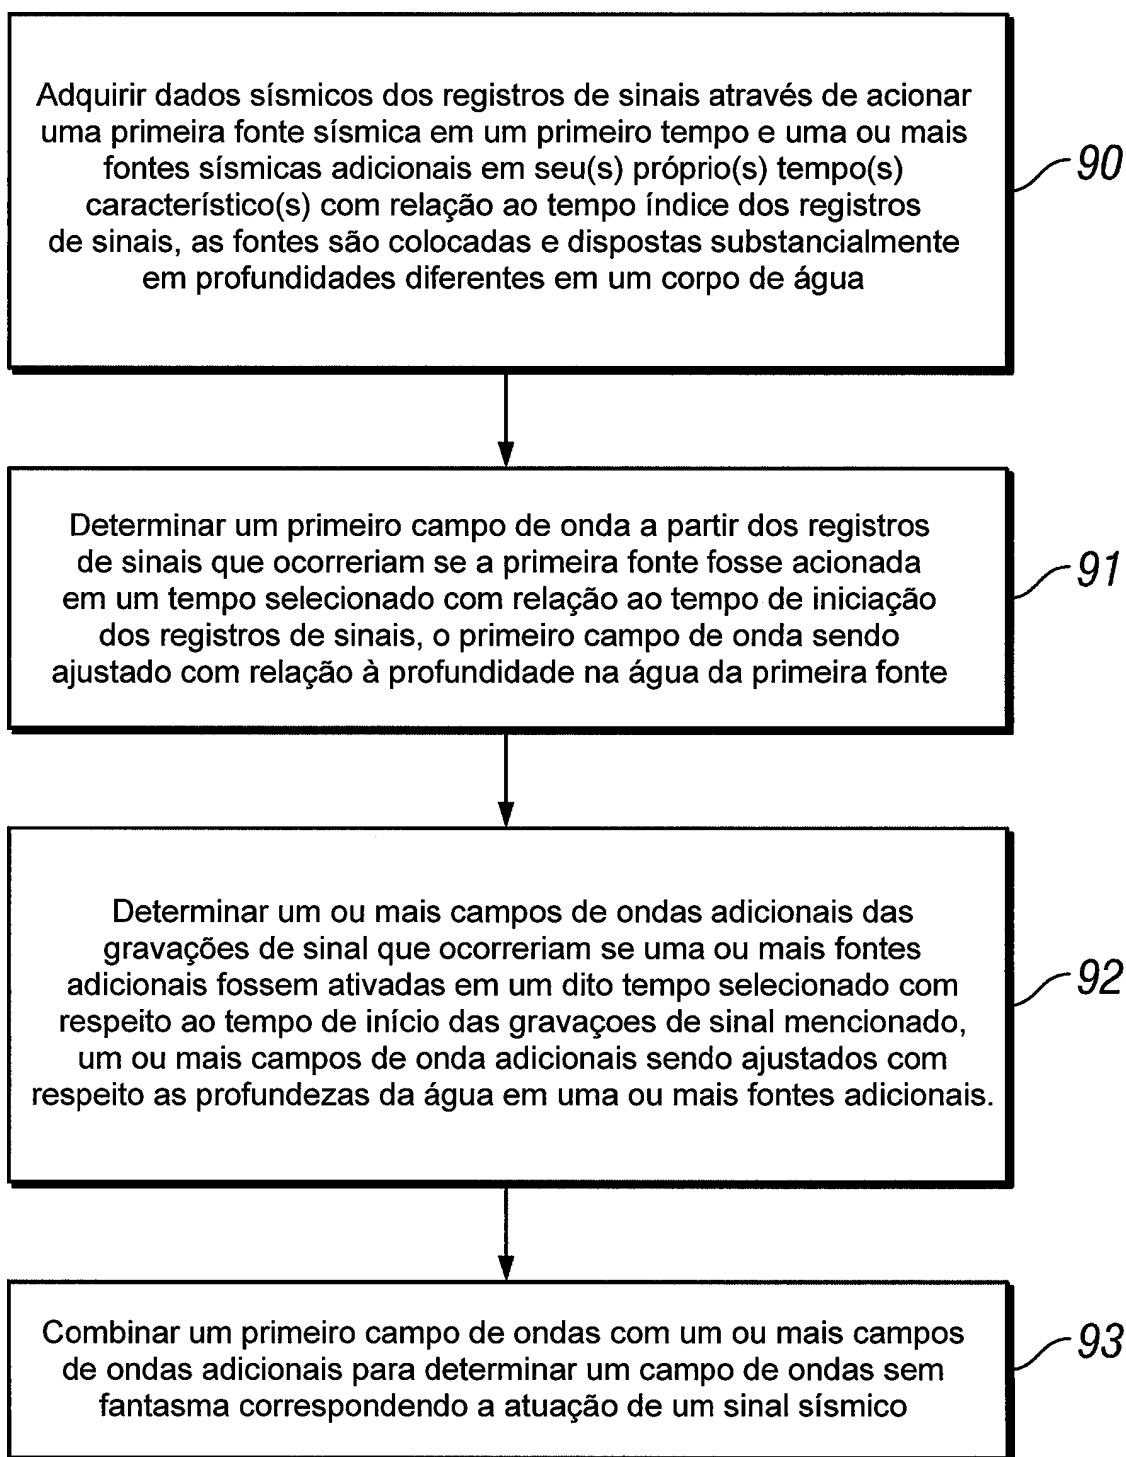 Adquirir dados sísmicos dos registros de sinais através de acionar
uma primeira fonte sísmica em um primeiro tempo e uma ou mais
fontes sísmicas adicionais em seu(s) próprio(s) tempo(s)
característico(s) com relação ao tempo índice dos registros
de sinais, as fontes são colocadas e dispostas substancialmente
em profundidades diferentes em um corpo de água
90
Determinar um primeiro campo de onda a partir dos registros
de sinais que ocorreriam se a primeira fonte fosse acionada
em um tempo selecionado com relação ao tempo de iniciação
dos registros de sinais, o primeiro campo de onda sendo
ajustado com relação à profundidade na água da primeira fonte
91
Determinar um ou mais campos de ondas adicionais das
gravações de sinal que ocorreriam se uma ou mais fontes
adicionais fossem ativadas em um dito tempo selecionado com
respeito ao tempo de início das gravaçoes de sinal mencionado,
um ou mais campos de onda adicionais sendo ajustados com
respeito as profundezas da água em uma ou mais fontes adicionais.
92
Combinar um primeiro campo de ondas com um ou mais campos
de ondas adicionais para determinar um campo de ondas sem
fantasma correspondendo a atuação de um sinal sísmico
93